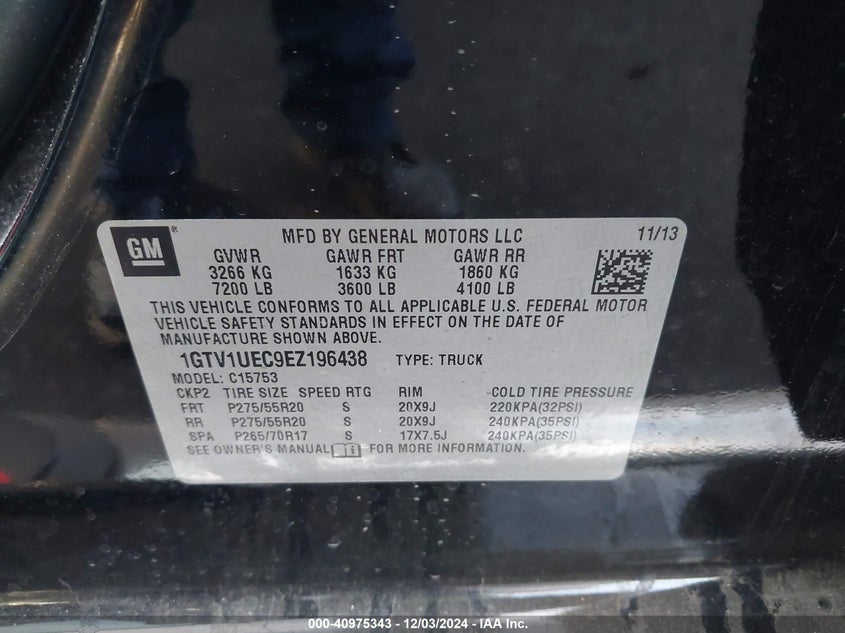 GM ®
MFD BY GENERAL MOTORS LLC 11/13
GVWR GAWR FRT GAWR RR
3266 KG 1633 KG 1860 KG
7200 LB 3600 LB 4100 LB
THIS VEHICLE CONFORMS TO ALL APPLICABLE U.S. FEDERAL MOTOR
VEHICLE SAFETY STANDARDS IN EFFECT ON THE DATE OF
MANUFACTURE SHOWN ABOVE.
1GTV1UEC9EZ196438 TYPE: TRUCK
MODEL: C15753
CKP2 TIRE SIZE SPEED RTG RIM COLD TIRE PRESSURE
FRT P275/55R20 S 20X9J 220KPA(32PSI)
RR P275/55R20 S 20X9J 240KPA(35PSI)
SPA P265/70R17 S 17X7.5J 240KPA(35PSI)
SEE OWNER'S MANUAL i FOR MORE INFORMATION.
000-40975343 - 12/03/2024 - IAA Inc.